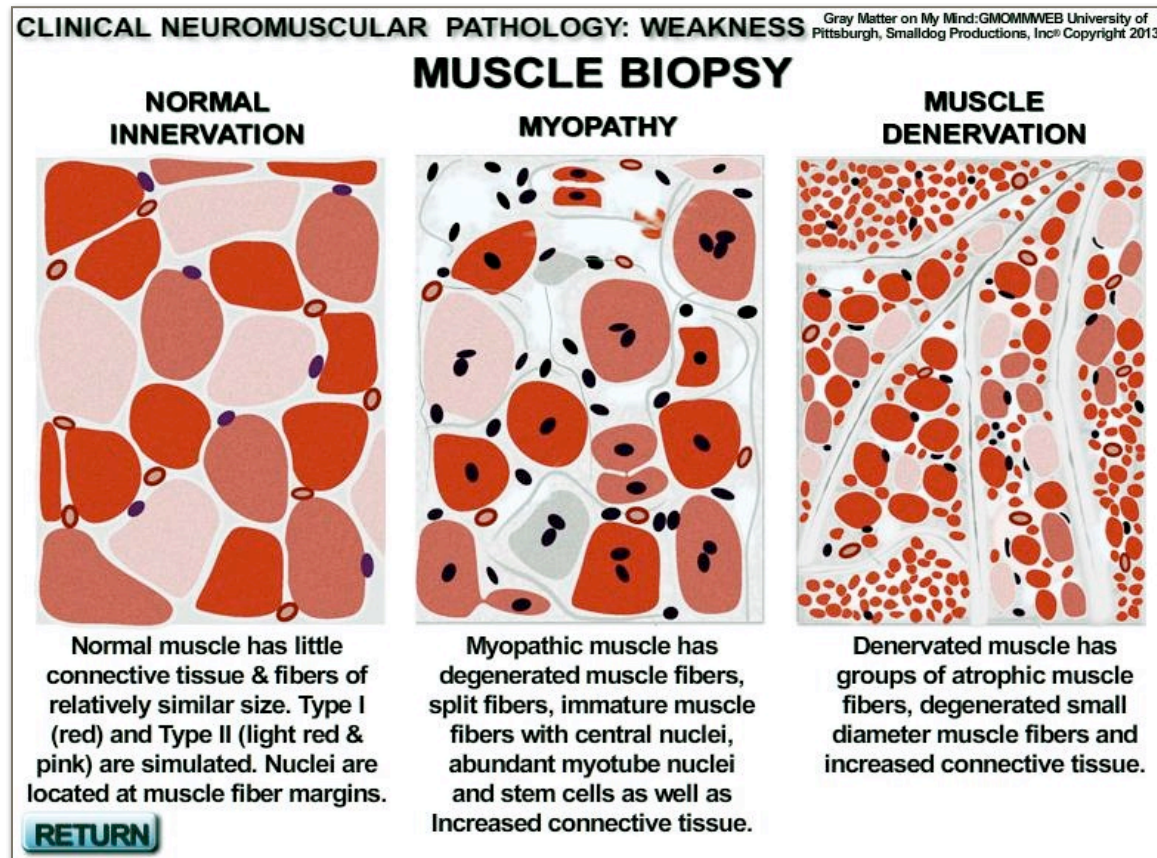 CLINICAL NEUROMUSCULAR PATHOLOGY: WEAKNESS
Gray Matter on My Mind:GMOMMWEB University of
Pittsburgh, Smalldog Productions, Inc® Copyright 2013
MUSCLE BIOPSY
NORMAL
INNERVATION
MYOPATHY
MUSCLE
DENERVATION
Normal muscle has little
connective tissue & fibers of
relatively similar size. Type I
(red) and Type II (light red &
pink) are simulated. Nuclei are
located at muscle fiber margins.
Myopathic muscle has
degenerated muscle fibers,
split fibers, immature muscle
fibers with central nuclei,
abundant myotube nuclei
and stem cells as well as
Increased connective tissue.
Denervated muscle has
groups of atrophic muscle
fibers, degenerated small
diameter muscle fibers and
increased connective tissue.
RETURN